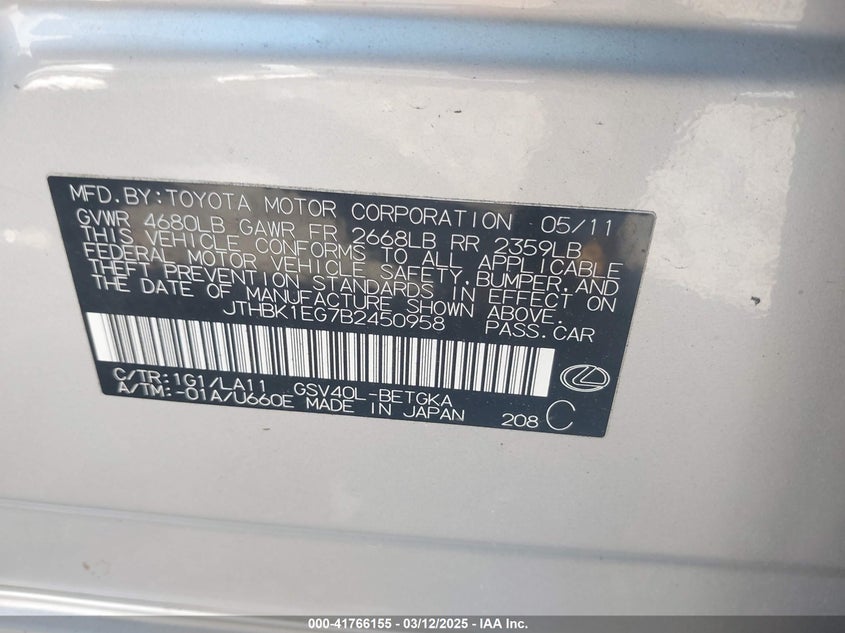 MFD.BY:TOYOTA MOTOR CORPORATION 05/11
GVWR 4680LB GAWR FR 2668LB RR 2359LB
THIS VEHICLE CONFORMS TO ALL APPLICABLE
FEDERAL MOTOR VEHICLE SAFETY,BUMPER,AND
THEFT PREVENTION STANDARDS IN EFFECT ON
THE DATE OF MANUFACTURE SHOWN ABOVE.
JTHBK1EG7B2450958 PASS.CAR
C/TR:1G1/LA11 GSV40L-BETGKA
A/TM:-01A/U660E MADE IN JAPAN
208 C
000-41766155 - 03/12/2025 - IAA Inc.